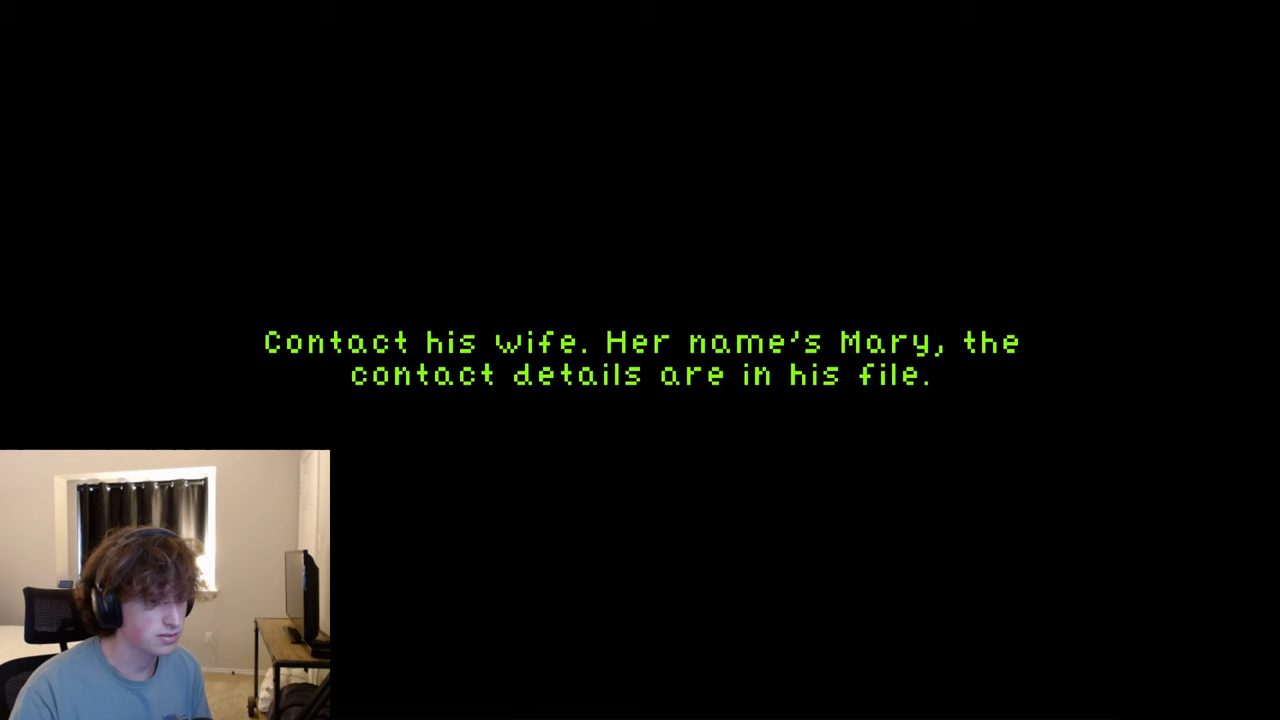 Contact his wife. Her name's Mary, the
contact details are in his file.